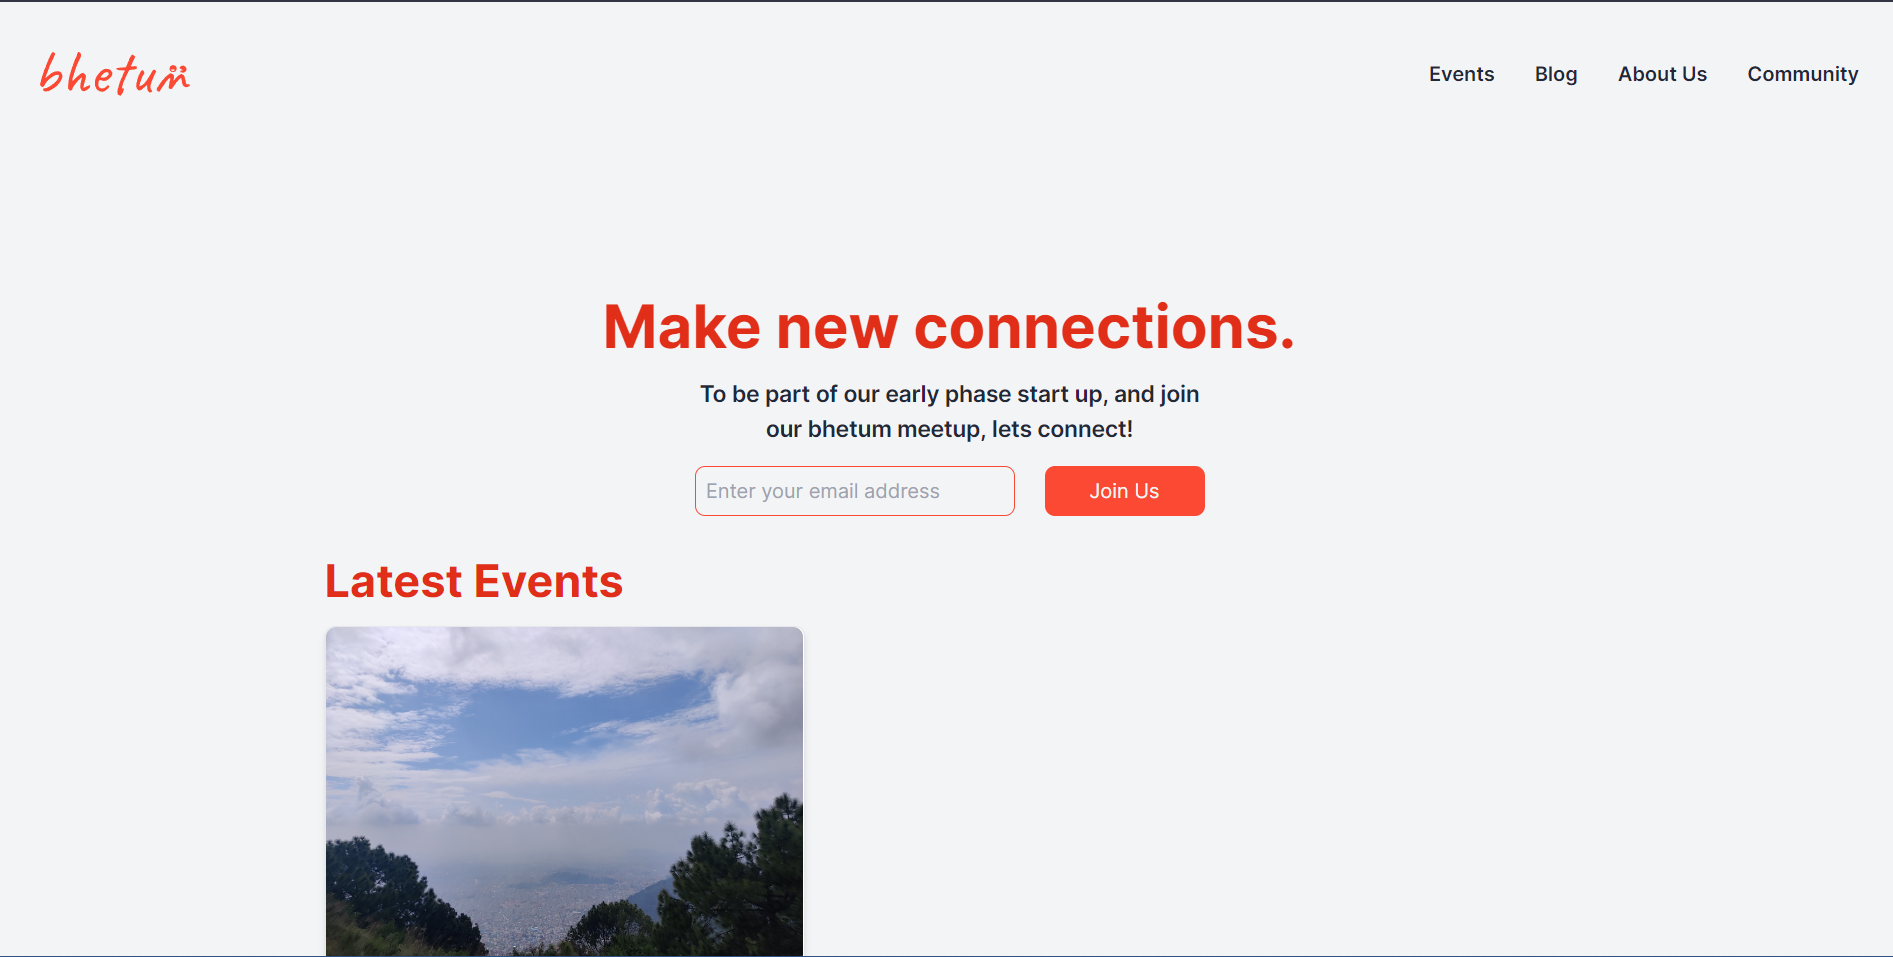 bhetum
Events
Blog
About Us
Community
Make new connections.
To be part of our early phase start up, and join
our bhetum meetup, lets connect!
Enter your email address
Join Us
Latest Events